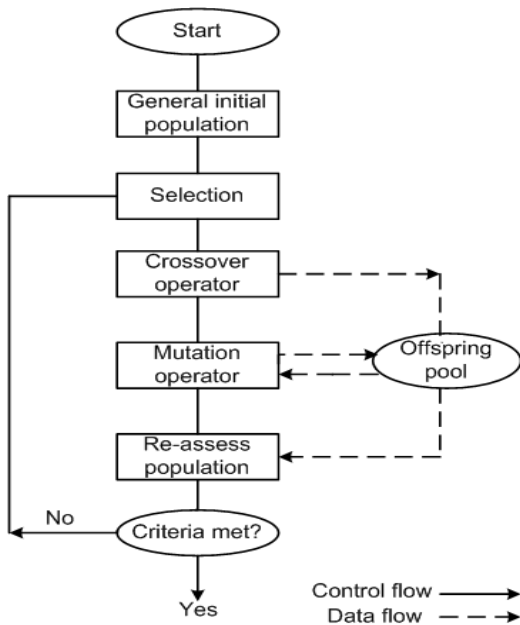 Start
General initial
population
Selection
Crossover
operator
Mutation
operator
Offspring
pool
Re-assess
population
No
Criteria met?
Yes
Control flow
Data flow